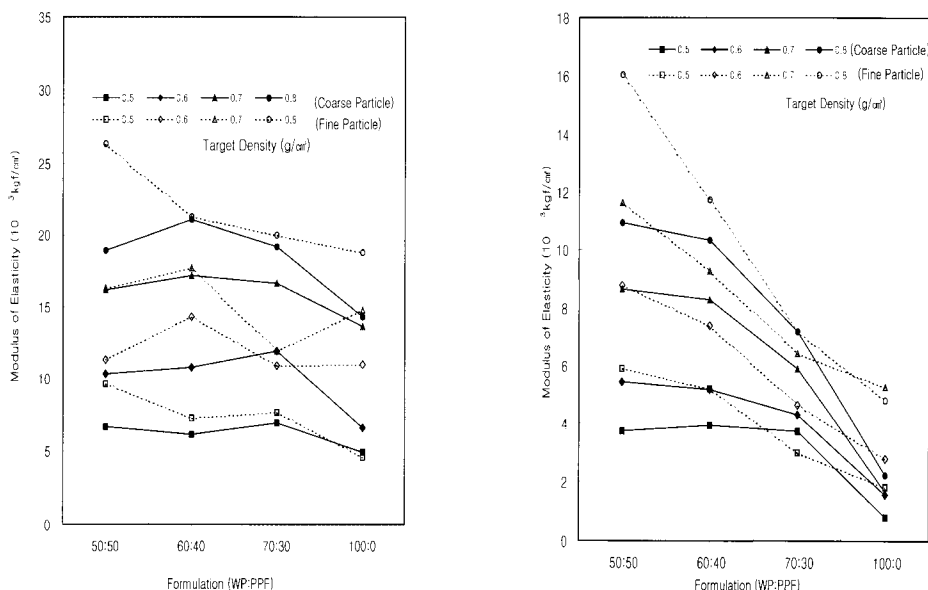 35
30
25
20
15
10
5
0
Modulus of Elasticity (10 ³kgf/㎠)
0.5 0.6 0.7 0.8 (Coarse Particle)
0.5 0.6 0.7 0.8 (Fine Particle)
Target Density (g/㎤)
50:50 60:40 70:30 100:0
Formulation (WP:PPF)
18
16
14
12
10
8
6
4
2
0
Modulus of Elasticity (10 ³kgf/㎠)
0.5 0.6 0.7 0.8 (Coarse Particle)
0.5 0.6 0.7 0.8 (Fine Particle)
Target Density (g/㎤)
50:50 60:40 70:30 100:0
Formulation (WP:PPF)